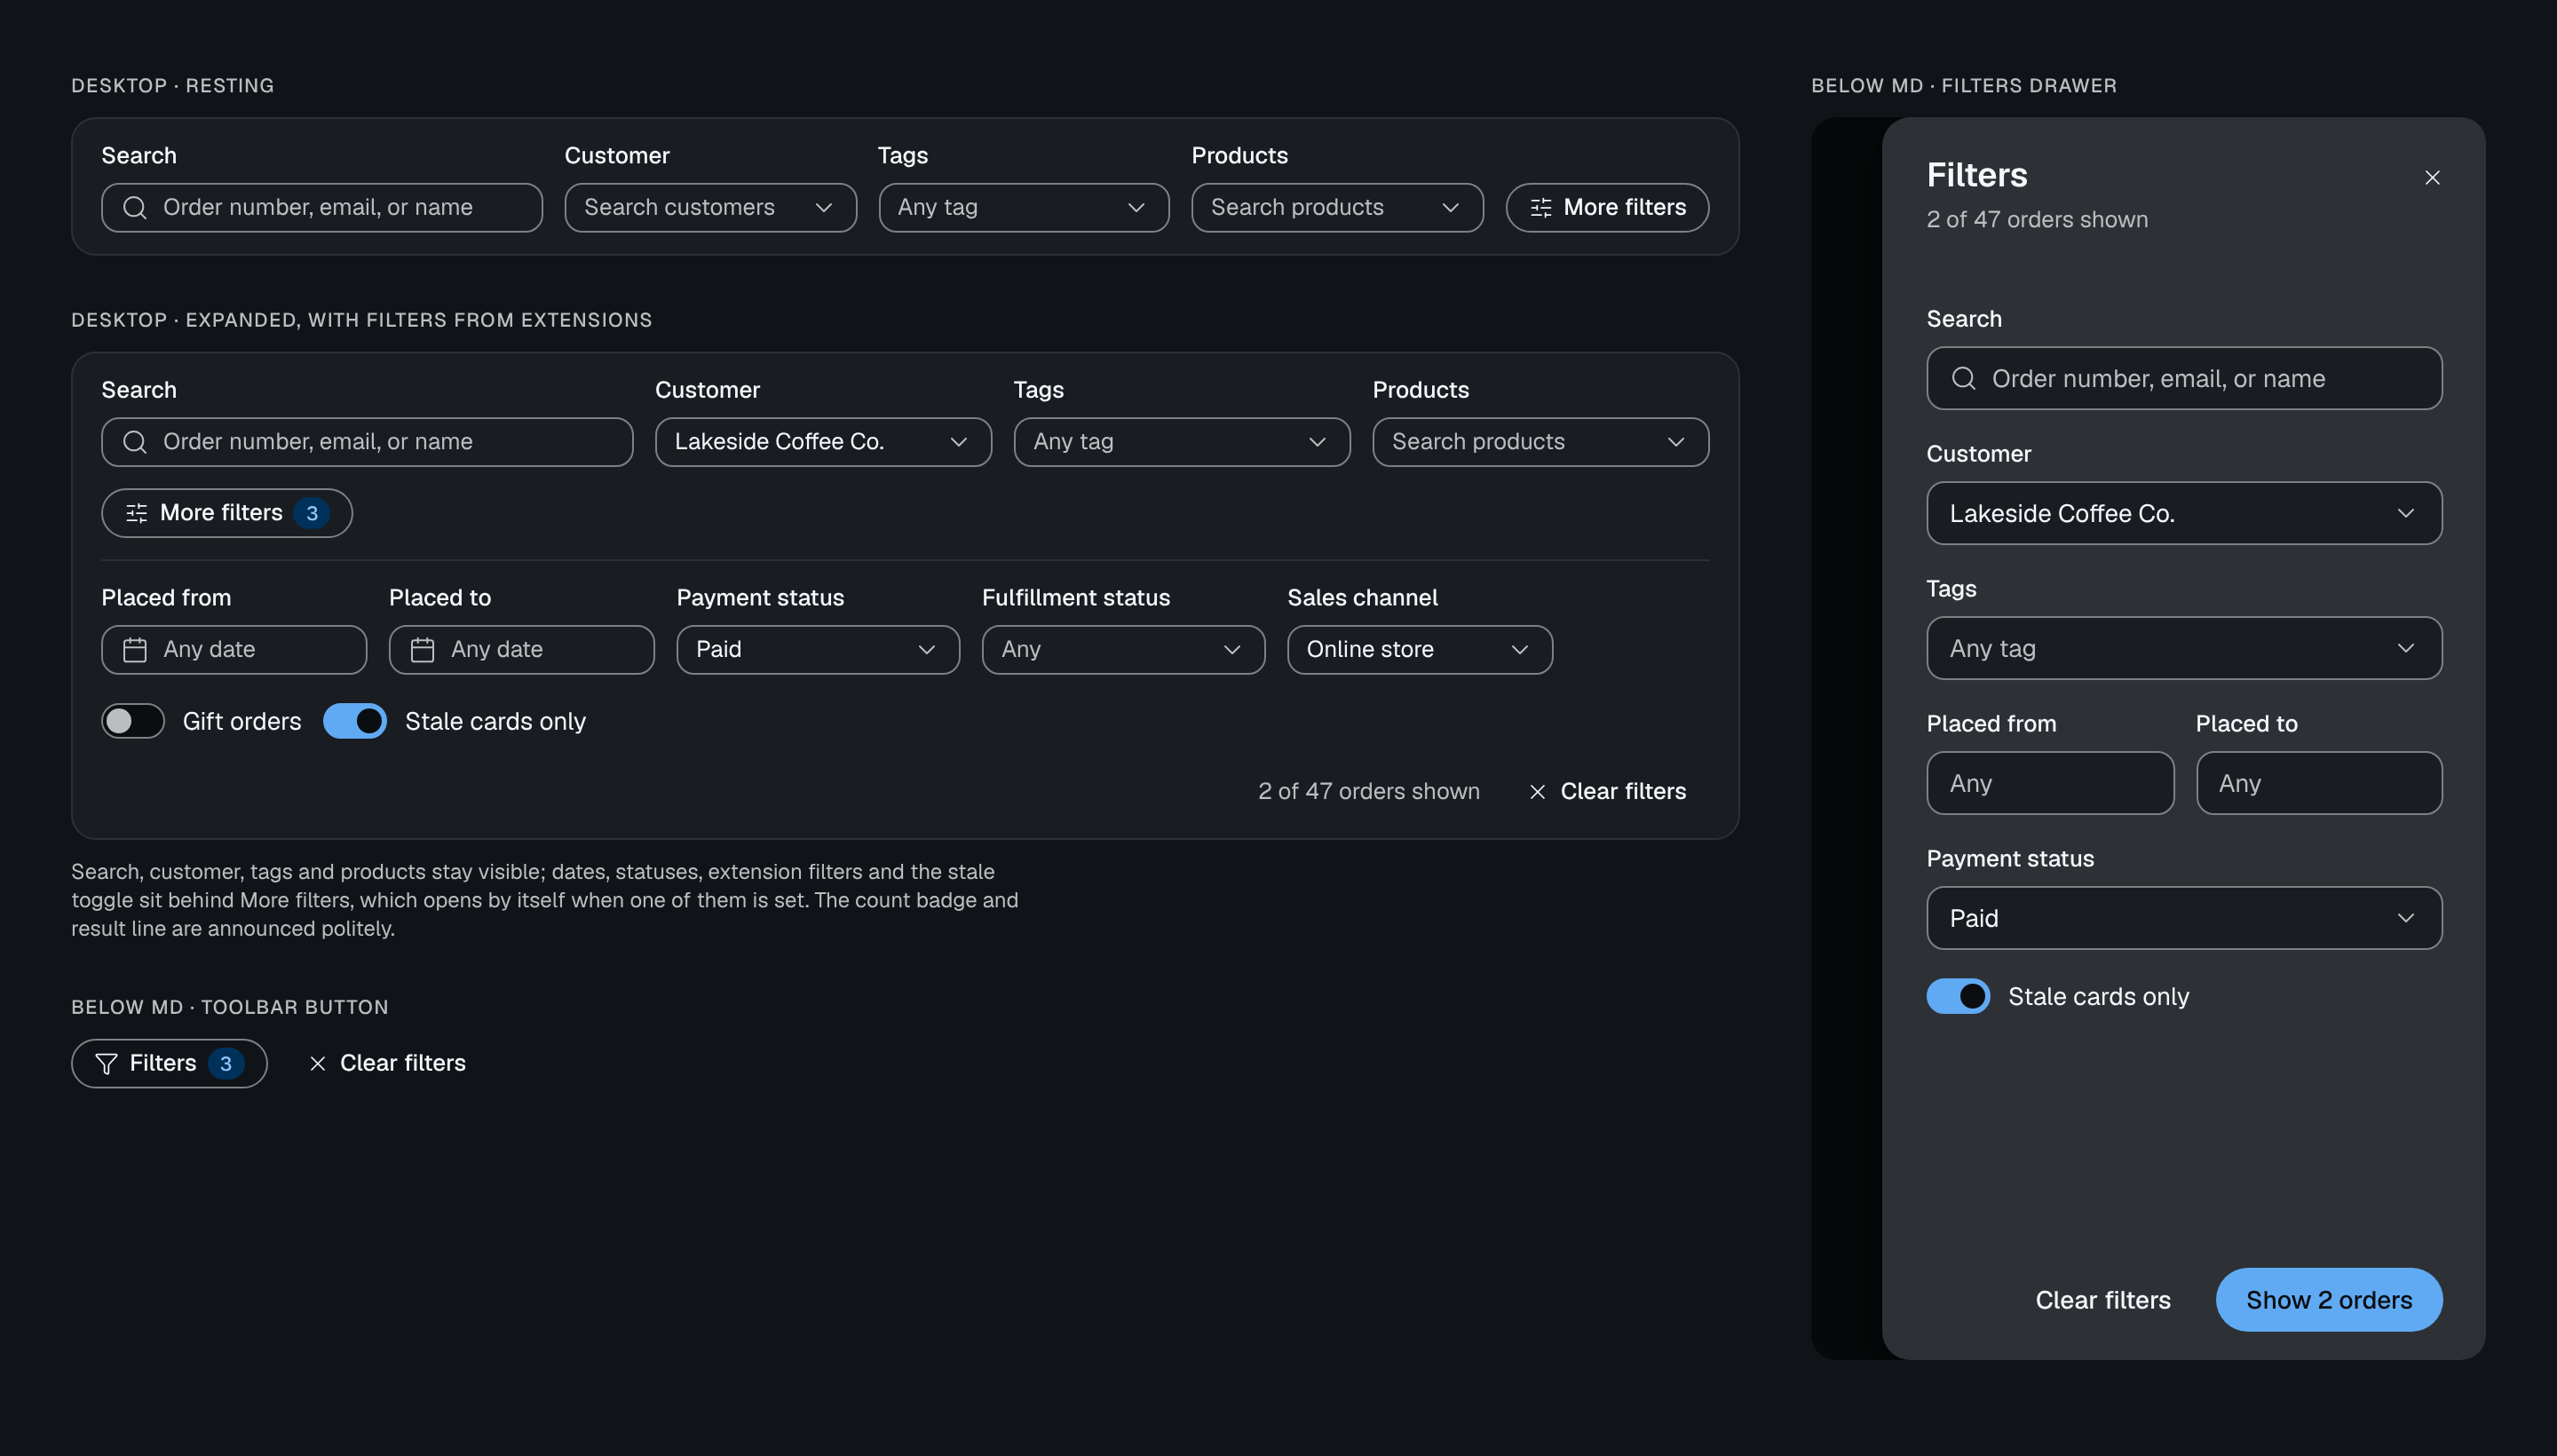 DESKTOP · RESTING
Search
Customer
Tags
Products
Order number, email, or name
Search customers
Any tag
Search products
More filters
DESKTOP · EXPANDED, WITH FILTERS FROM EXTENSIONS
Search
Customer
Tags
Products
Order number, email, or name
Lakeside Coffee Co.
Any tag
Search products
More filters 3
Placed from
Placed to
Payment status
Fulfillment status
Sales channel
Any date
Any date
Paid
Any
Online store
Gift orders
Stale cards only
2 of 47 orders shown
Clear filters
Search, customer, tags and products stay visible; dates, statuses, extension filters and the stale
toggle sit behind More filters, which opens by itself when one of them is set. The count badge and
result line are announced politely.
BELOW MD · TOOLBAR BUTTON
Filters 3
Clear filters
BELOW MD · FILTERS DRAWER
Filters
2 of 47 orders shown
Search
Order number, email, or name
Customer
Lakeside Coffee Co.
Tags
Any tag
Placed from
Placed to
Any
Any
Payment status
Paid
Stale cards only
Clear filters
Show 2 orders